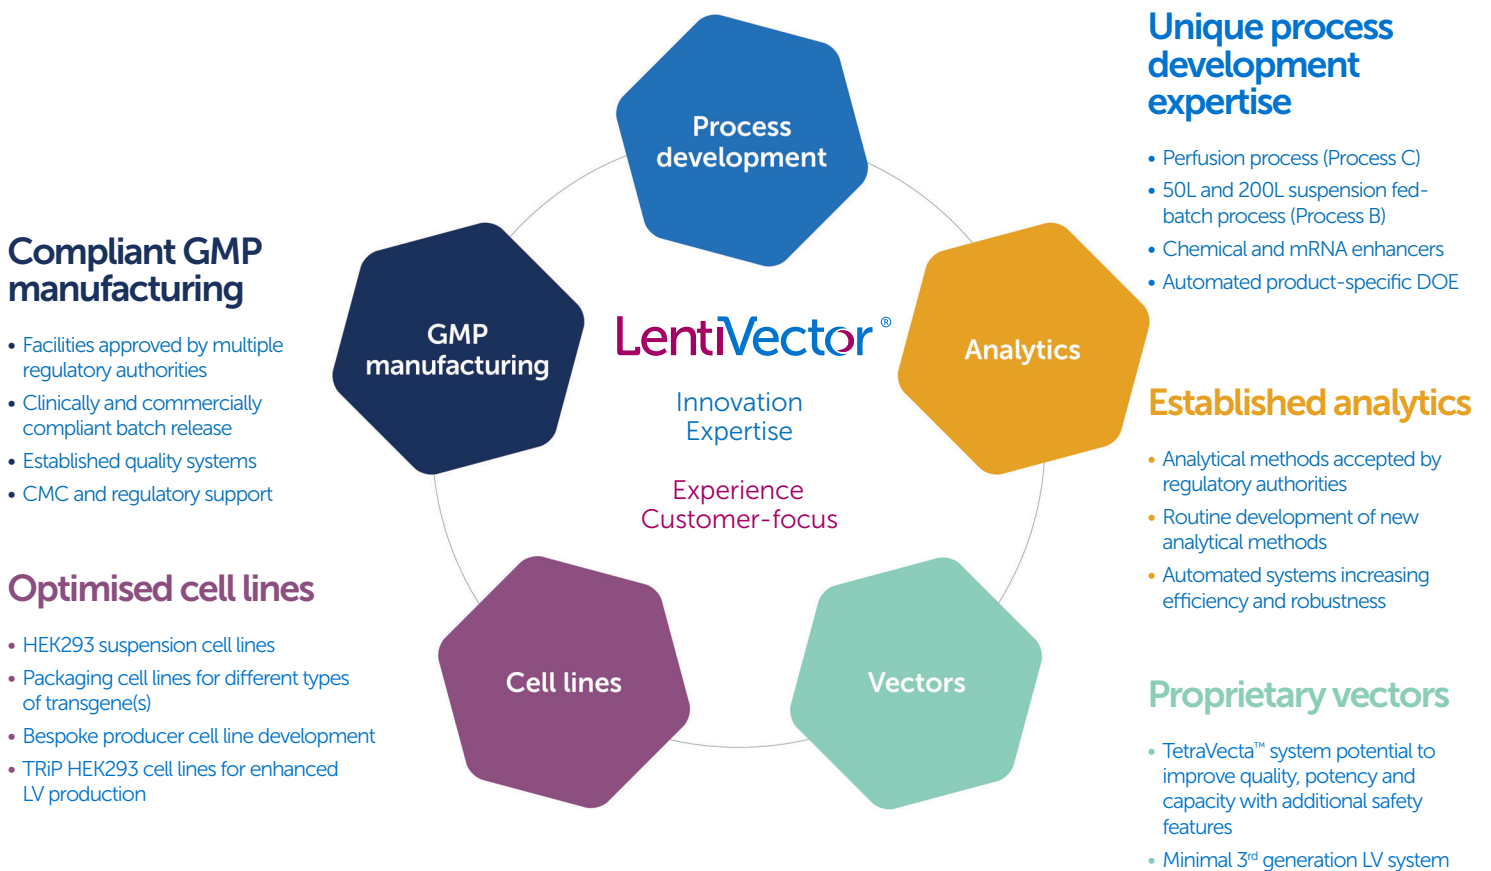 Unique process
development
expertise
• Perfusion process (Process C)
• 50L and 200L suspension fed-
batch process (Process B)
• Chemical and mRNA enhancers
• Automated product-specific DOE
Process
development
Compliant GMP
manufacturing
• Facilities approved by multiple
regulatory authorities
• Clinically and commercially
compliant batch release
• Established quality systems
• CMC and regulatory support
GMP
manufacturing
LentiVector®
Innovation
Expertise
Experience
Customer-focus
Analytics
Established analytics
• Analytical methods accepted by
regulatory authorities
• Routine development of new
analytical methods
• Automated systems increasing
efficiency and robustness
Optimised cell lines
• HEK293 suspension cell lines
• Packaging cell lines for different types
of transgene(s)
• Bespoke producer cell line development
• TRiP HEK293 cell lines for enhanced
LV production
Cell lines
Vectors
Proprietary vectors
• TetraVecta™ system potential to
improve quality, potency and
capacity with additional safety
features
• Minimal 3rd generation LV system